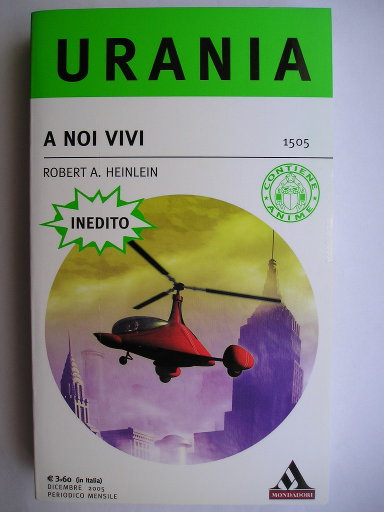 URANIA
A NOI VIVI
1505
ROBERT A. HEINLEIN
CONTIENE
ANIME
INEDITO
€ 3,60 (in Italia)
DICEMBRE 2005
PERIODICO MENSILE
MONDADORI